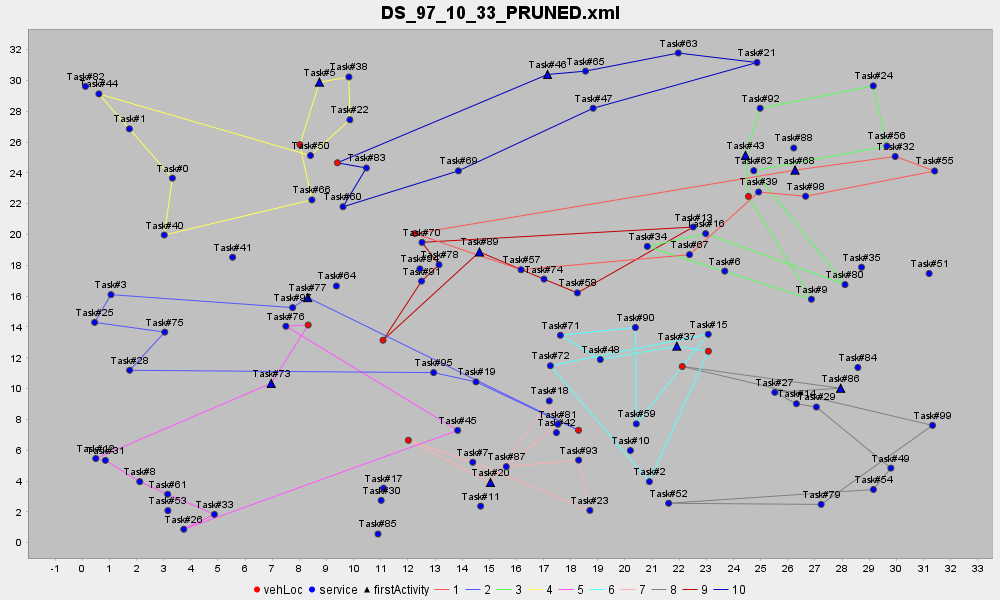 DS_97_10_33_PRUNED.xml
32
Task#63
Task#21
Task#46 Task#65
Task#5 Task#38
30
Task#82
Task#44
Task#24
Task#47
Task#92
28
Task#22
Task#1
26
Task#50
Task#88
Task#56
Task#32
Task#43
24
Task#83
Task#69
Task#62
Task#68
Task#55
Task#0
Task#39
Task#98
22
Task#66
Task#60
20
Task#40
Task#70
Task#13
Task#16
Task#89
Task#34
Task#67
18
Task#41
Task#78
Task#57
Task#74
Task#6
Task#35
Task#51
Task#91
Task#80
16
Task#64
Task#58
Task#9
Task#3
Task#77
14
Task#25
Task#76
Task#75
Task#71
Task#90
Task#15
Task#37
12
Task#28
Task#95
Task#72
Task#48
Task#84
10
Task#73
Task#19
Task#27
Task#86
Task#29
Task#18
8
Task#45
Task#81
Task#42
Task#59
Task#99
6
Task#31
Task#7
Task#87
Task#93
Task#10
Task#49
4
Task#8
Task#20
Task#2
Task#54
Task#61
Task#17
Task#30
2
Task#53
Task#33
Task#11
Task#23
Task#52
Task#79
Task#26
Task#85
0
-1 0 1 2 3 4 5 6 7 8 9 10 11 12 13 14 15 16 17 18 19 20 21 22 23 24 25 26 27 28 29 30 31 32 33
vehLoc service firstActivity 1 2 3 4 5 6 7 8 9 10